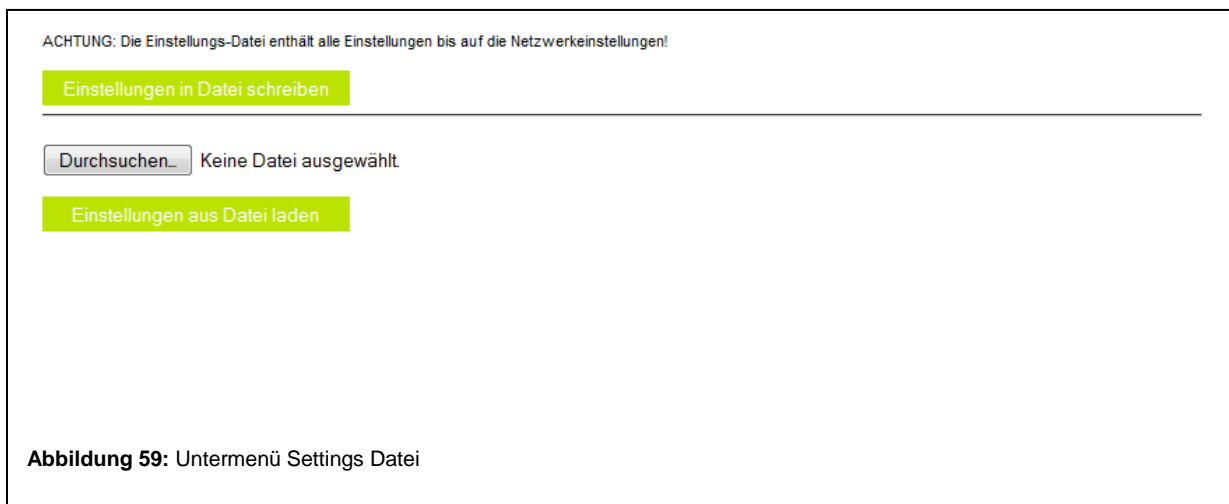 ACHTUNG: Die Einstellungs-Datei enthält alle Einstellungen bis auf die Netzwerkeinstellungen!
Einstellungen in Datei schreiben
Durchsuchen... Keine Datei ausgewählt.
Einstellungen aus Datei laden
Abbildung 59: Untermenü Settings Datei